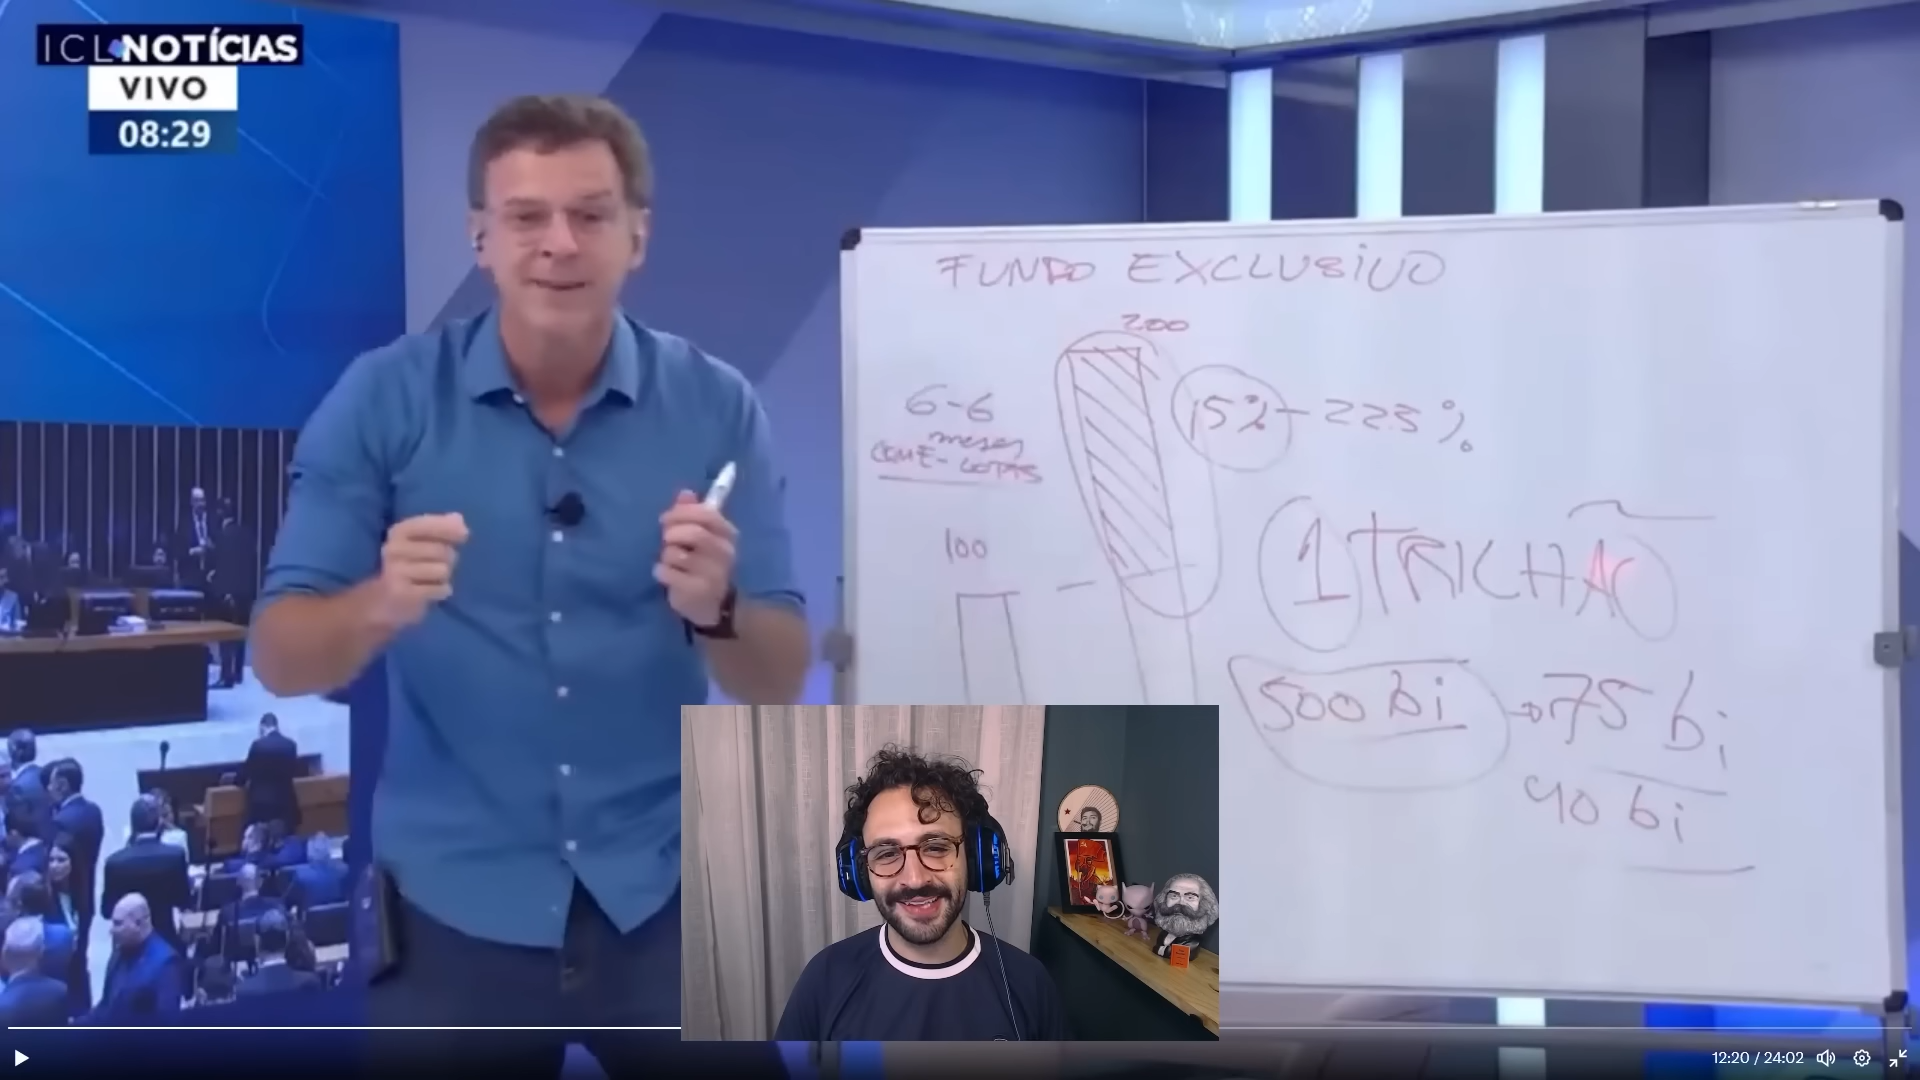 ICL NOTÍCIAS
VIVO
08:29
FUNDO EXCLUSIVO
200
6-6
meses
COME-COTAS
15% - 22.5%
100
1 TRILHÃO
500 bi → 75 bi
40 bi
12:20 / 24:02